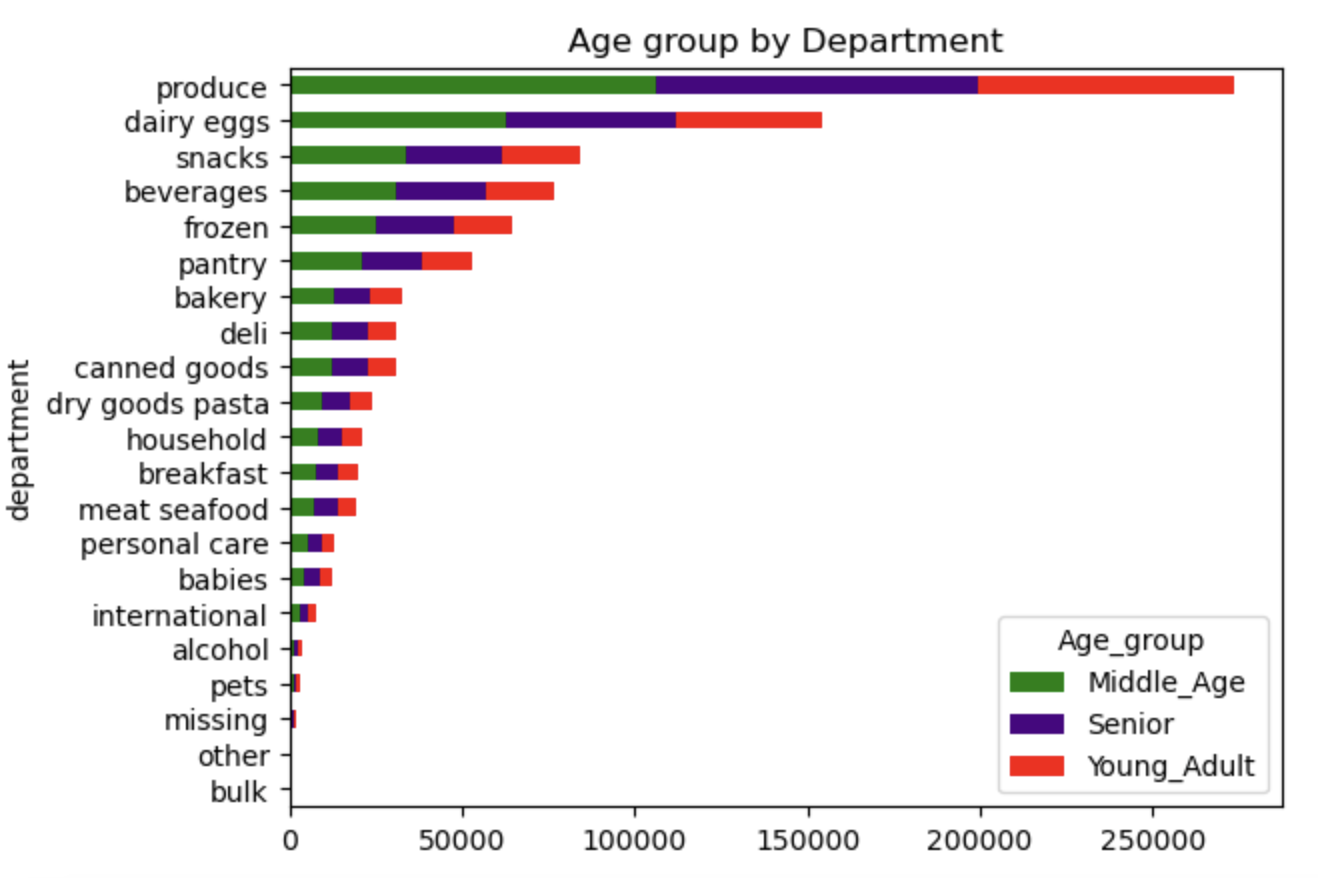 Age group by Department
department
produce
dairy eggs
snacks
beverages
frozen
pantry
bakery
deli
canned goods
dry goods pasta
household
breakfast
meat seafood
personal care
babies
international
alcohol
pets
missing
other
bulk
Age_group
Middle_Age
Senior
Young_Adult
0 50000 100000 150000 200000 250000